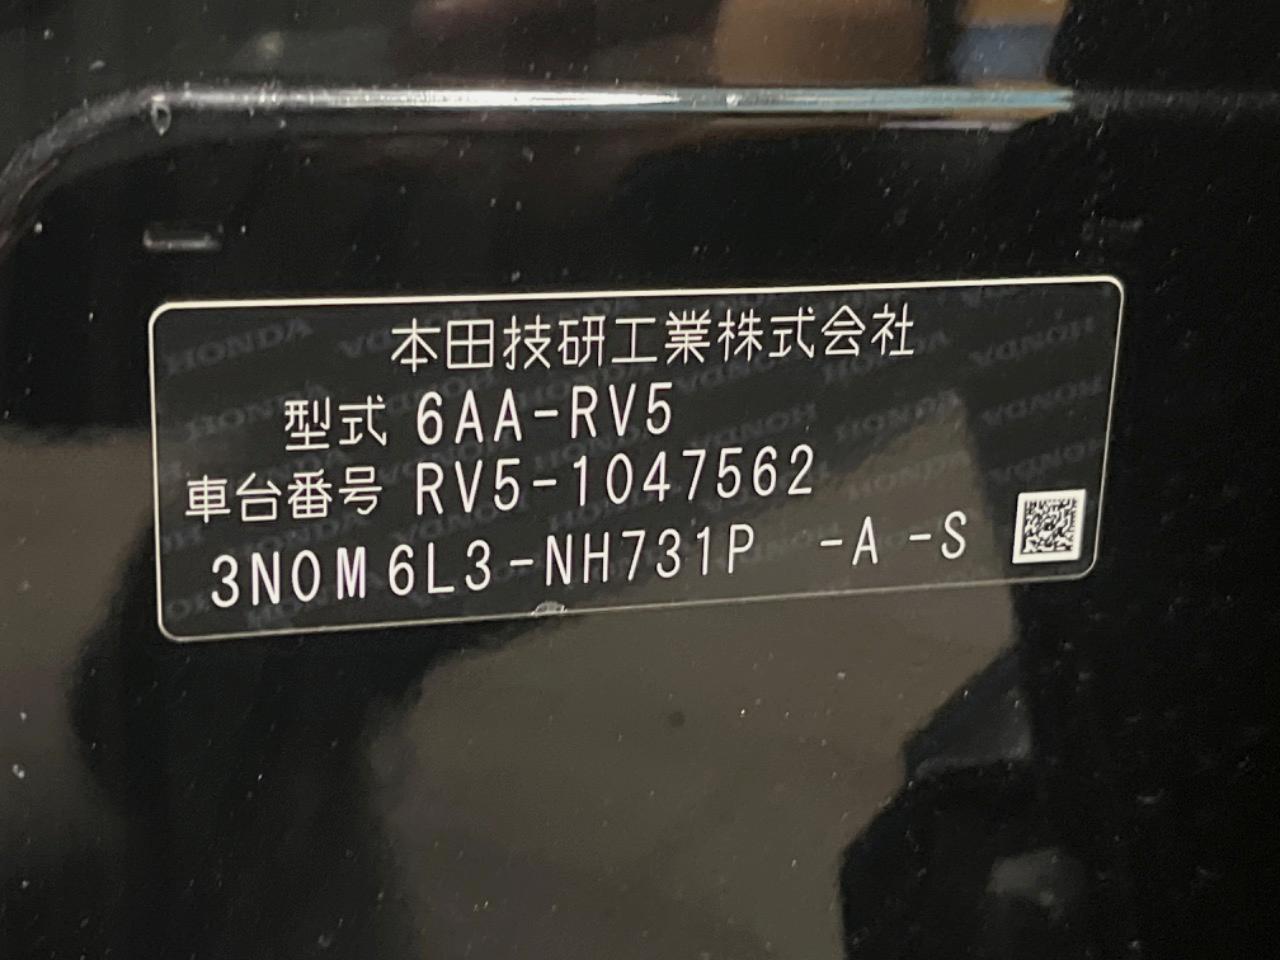 本田技研工業株式会社
型式 6AA-RV5
車台番号 RV5-1047562
3N0M6L3-NH731P -A -S